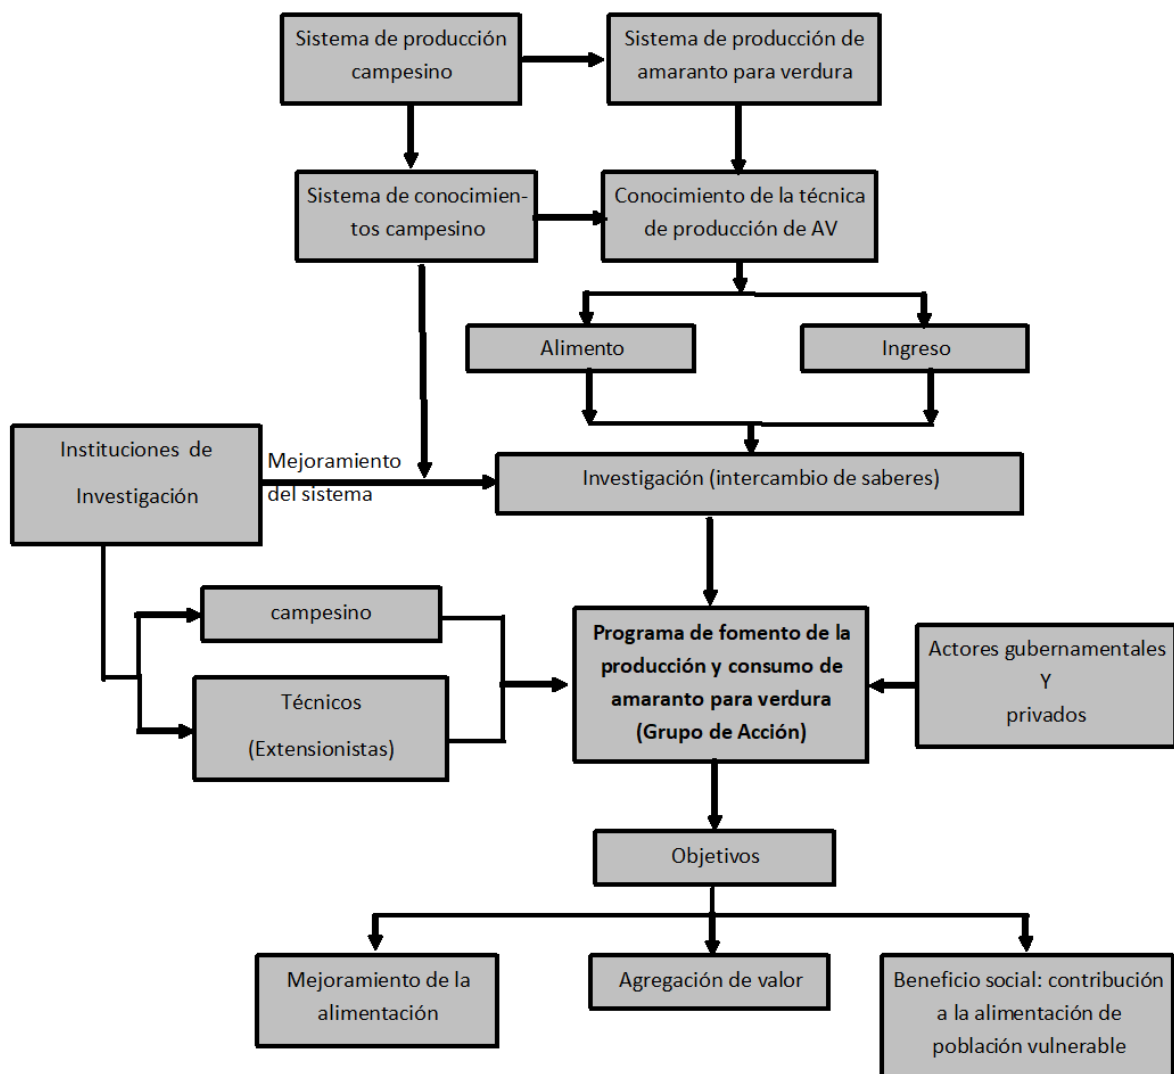 Sistema de producción
campesino
Sistema de producción de
amaranto para verdura
Sistema de conocimien-
tos campesino
Conocimiento de la técnica
de producción de AV
Alimento
Ingreso
Instituciones de
Investigación
Mejoramiento
del sistema
Investigación (intercambio de saberes)
campesino
Técnicos
(Extensionistas)
Programa de fomento de la
producción y consumo de
amaranto para verdura
(Grupo de Acción)
Actores gubernamentales
Y
privados
Objetivos
Mejoramiento de la
alimentación
Agregación de valor
Beneficio social: contribución
a la alimentación de
población vulnerable